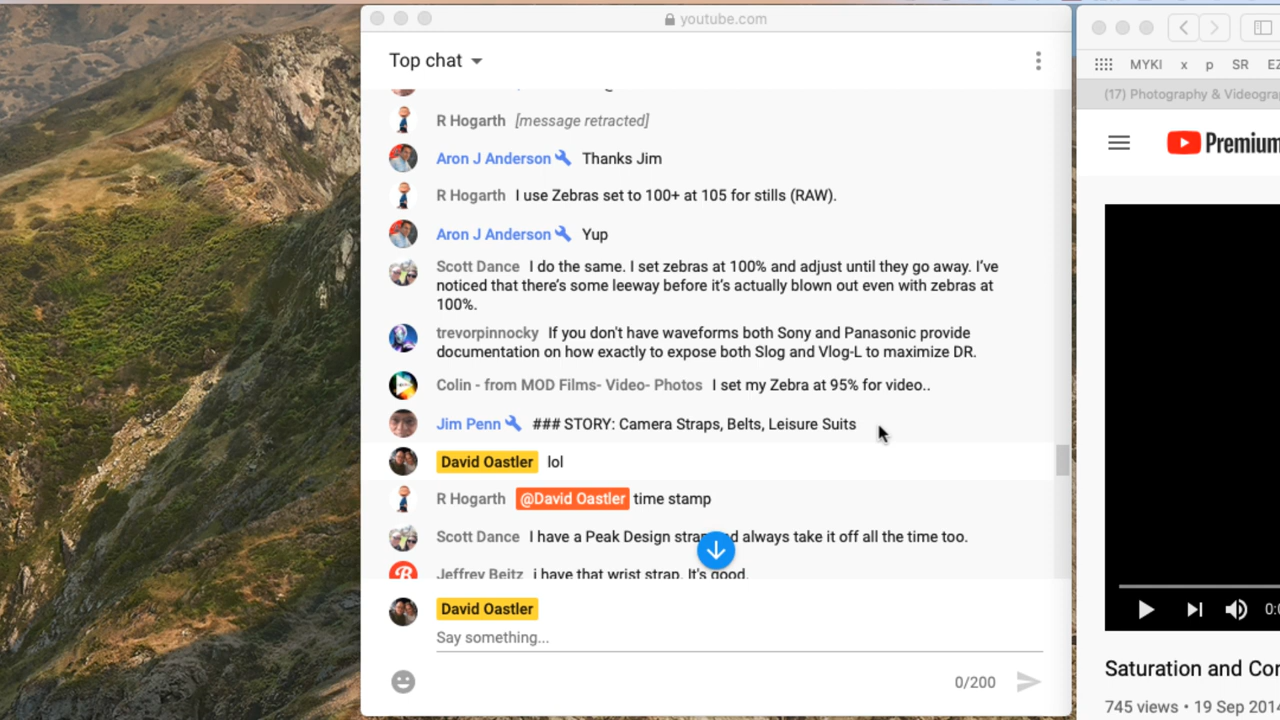 youtube.com
Top chat
R Hogarth [message retracted]
Aron J Anderson Thanks Jim
R Hogarth I use Zebras set to 100+ at 105 for stills (RAW).
Aron J Anderson Yup
Scott Dance I do the same. I set zebras at 100% and adjust until they go away. I've
noticed that there's some leeway before it's actually blown out even with zebras at
100%.
trevorpinnocky If you don't have waveforms both Sony and Panasonic provide
documentation on how exactly to expose both Slog and Vlog-L to maximize DR.
Colin - from MOD Films- Video- Photos I set my Zebra at 95% for video..
Jim Penn ### STORY: Camera Straps, Belts, Leisure Suits
David Oastler lol
R Hogarth @David Oastler time stamp
Scott Dance I have a Peak Design always take it off all the time too.
Jeffrey Beitz i have that wrist strap. It's good.
David Oastler
Say something...
0/200
MYKI x p SR EZ
(17) Photography & Videogra
Premium
0:0
Saturation and Cor
745 views • 19 Sep 2014